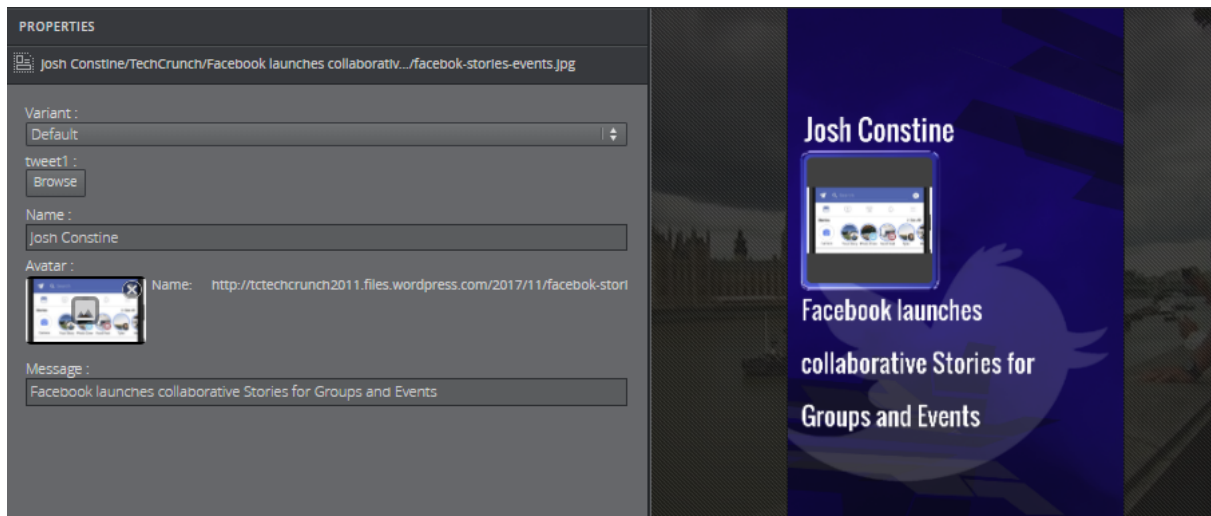 PROPERTIES
Josh Constine/TechCrunch/Facebook launches collaborativ.../facebok-stories-events.jpg
Variant :
Default
tweet1 :
Browse
Name :
Josh Constine
Avatar :
Name: http://tctechcrunch2011.files.wordpress.com/2017/11/facebok-stori
Message :
Facebook launches collaborative Stories for Groups and Events
Josh Constine
Facebook launches
collaborative Stories for
Groups and Events